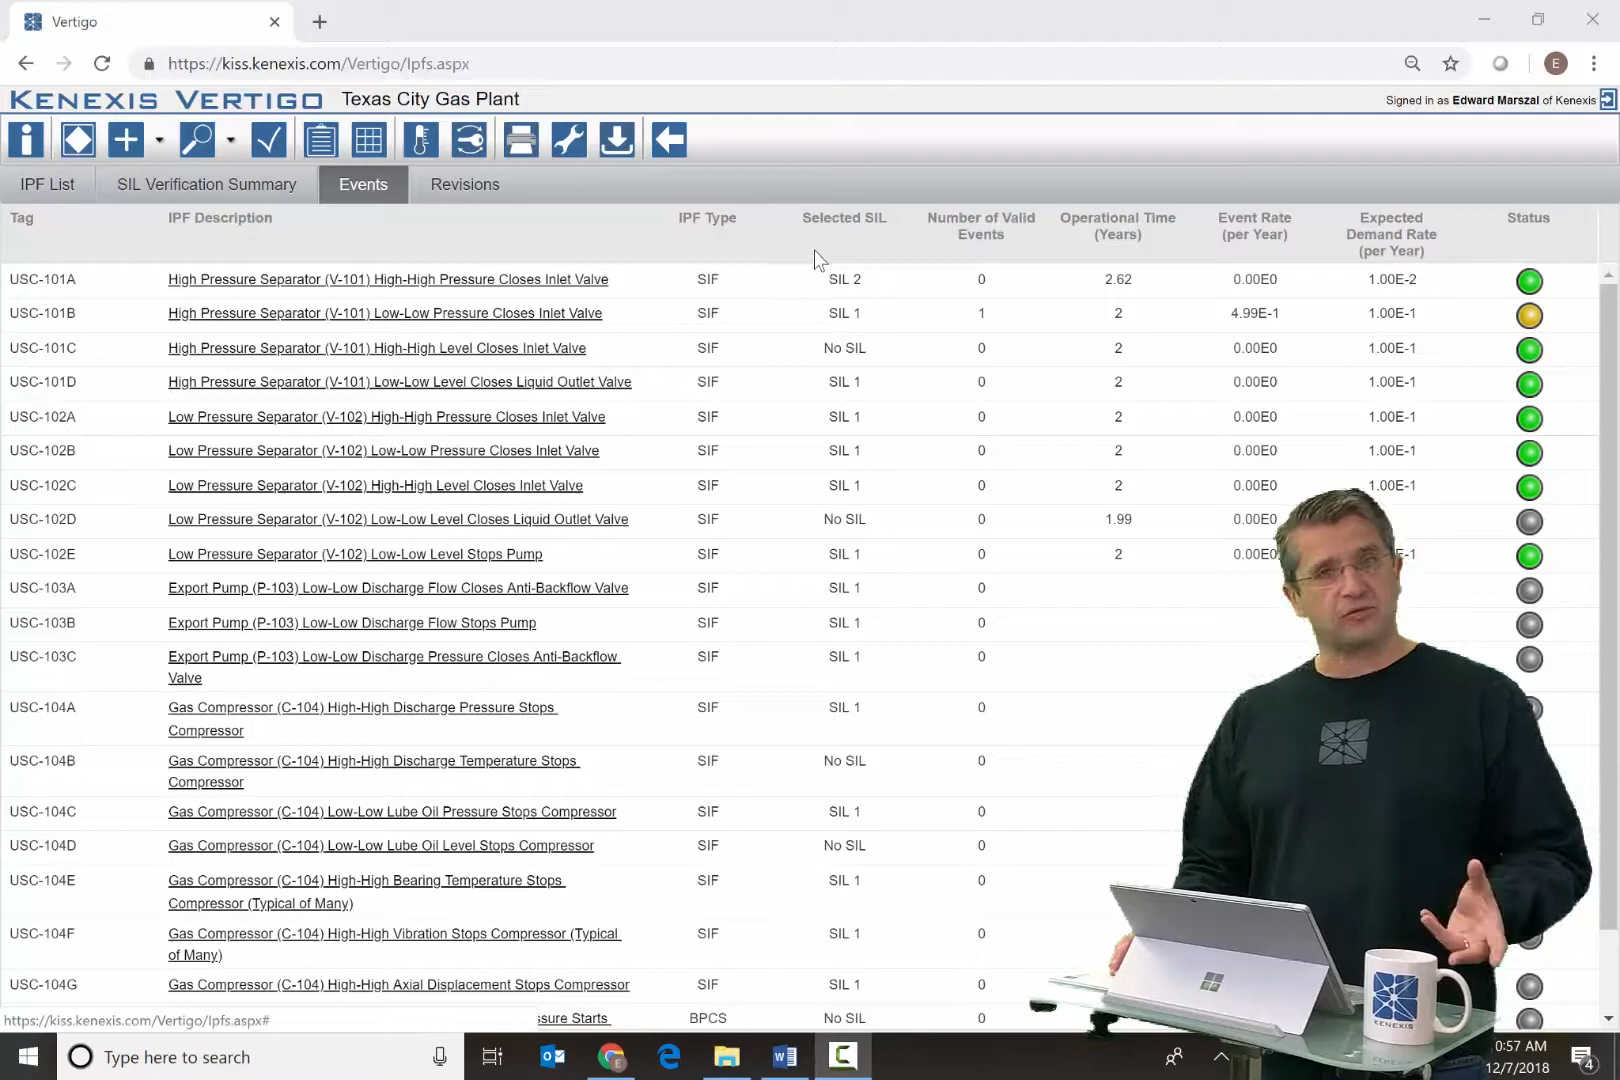 Vertigo
https://kiss.kenexis.com/Vertigo/Ipfs.aspx
E
KENEXIS VERTIGO Texas City Gas Plant
Signed in as Edward Marszal of Kenexis
IPF List SIL Verification Summary Events Revisions
Tag IPF Description IPF Type Selected SIL Number of Valid Events Operational Time (Years) Event Rate (per Year) Expected Demand Rate (per Year) Status
USC-101A High Pressure Separator (V-101) High-High Pressure Closes Inlet Valve SIF SIL 2 0 2.62 0.00E0 1.00E-2
USC-101B High Pressure Separator (V-101) Low-Low Pressure Closes Inlet Valve SIF SIL 1 1 2 4.99E-1 1.00E-1
USC-101C High Pressure Separator (V-101) High-High Level Closes Inlet Valve SIF No SIL 0 2 0.00E0 1.00E-1
USC-101D High Pressure Separator (V-101) Low-Low Level Closes Liquid Outlet Valve SIF SIL 1 0 2 0.00E0 1.00E-1
USC-102A Low Pressure Separator (V-102) High-High Pressure Closes Inlet Valve SIF SIL 1 0 2 0.00E0 1.00E-1
USC-102B Low Pressure Separator (V-102) Low-Low Pressure Closes Inlet Valve SIF SIL 1 0 2 0.00E0 1.00E-1
USC-102C Low Pressure Separator (V-102) High-High Level Closes Inlet Valve SIF SIL 1 0 2 0.00E0 1.00E-1
USC-102D Low Pressure Separator (V-102) Low-Low Level Closes Liquid Outlet Valve SIF No SIL 0 1.99 0.00E0
USC-102E Low Pressure Separator (V-102) Low-Low Level Stops Pump SIF SIL 1 0 2 0.00E0 E-1
USC-103A Export Pump (P-103) Low-Low Discharge Flow Closes Anti-Backflow Valve SIF SIL 1 0
USC-103B Export Pump (P-103) Low-Low Discharge Flow Stops Pump SIF SIL 1 0
USC-103C Export Pump (P-103) Low-Low Discharge Pressure Closes Anti-Backflow SIF SIL 1 0
Valve
USC-104A Gas Compressor (C-104) High-High Discharge Pressure Stops SIF SIL 1 0
Compressor
USC-104B Gas Compressor (C-104) High-High Discharge Temperature Stops SIF No SIL 0
Compressor
USC-104C Gas Compressor (C-104) Low-Low Lube Oil Pressure Stops Compressor SIF SIL 1 0
USC-104D Gas Compressor (C-104) Low-Low Lube Oil Level Stops Compressor SIF No SIL 0
USC-104E Gas Compressor (C-104) High-High Bearing Temperature Stops SIF SIL 1 0
Compressor (Typical of Many)
USC-104F Gas Compressor (C-104) High-High Vibration Stops Compressor (Typical SIF SIL 1 0
of Many)
USC-104G Gas Compressor (C-104) High-High Axial Displacement Stops Compressor SIF SIL 1 0
https://kiss.kenexis.com/Vertigo/Ipfs.aspx# sure Starts BPCS No SIL 0
KENEXIS
Type here to search
0:57 AM
12/7/2018
4